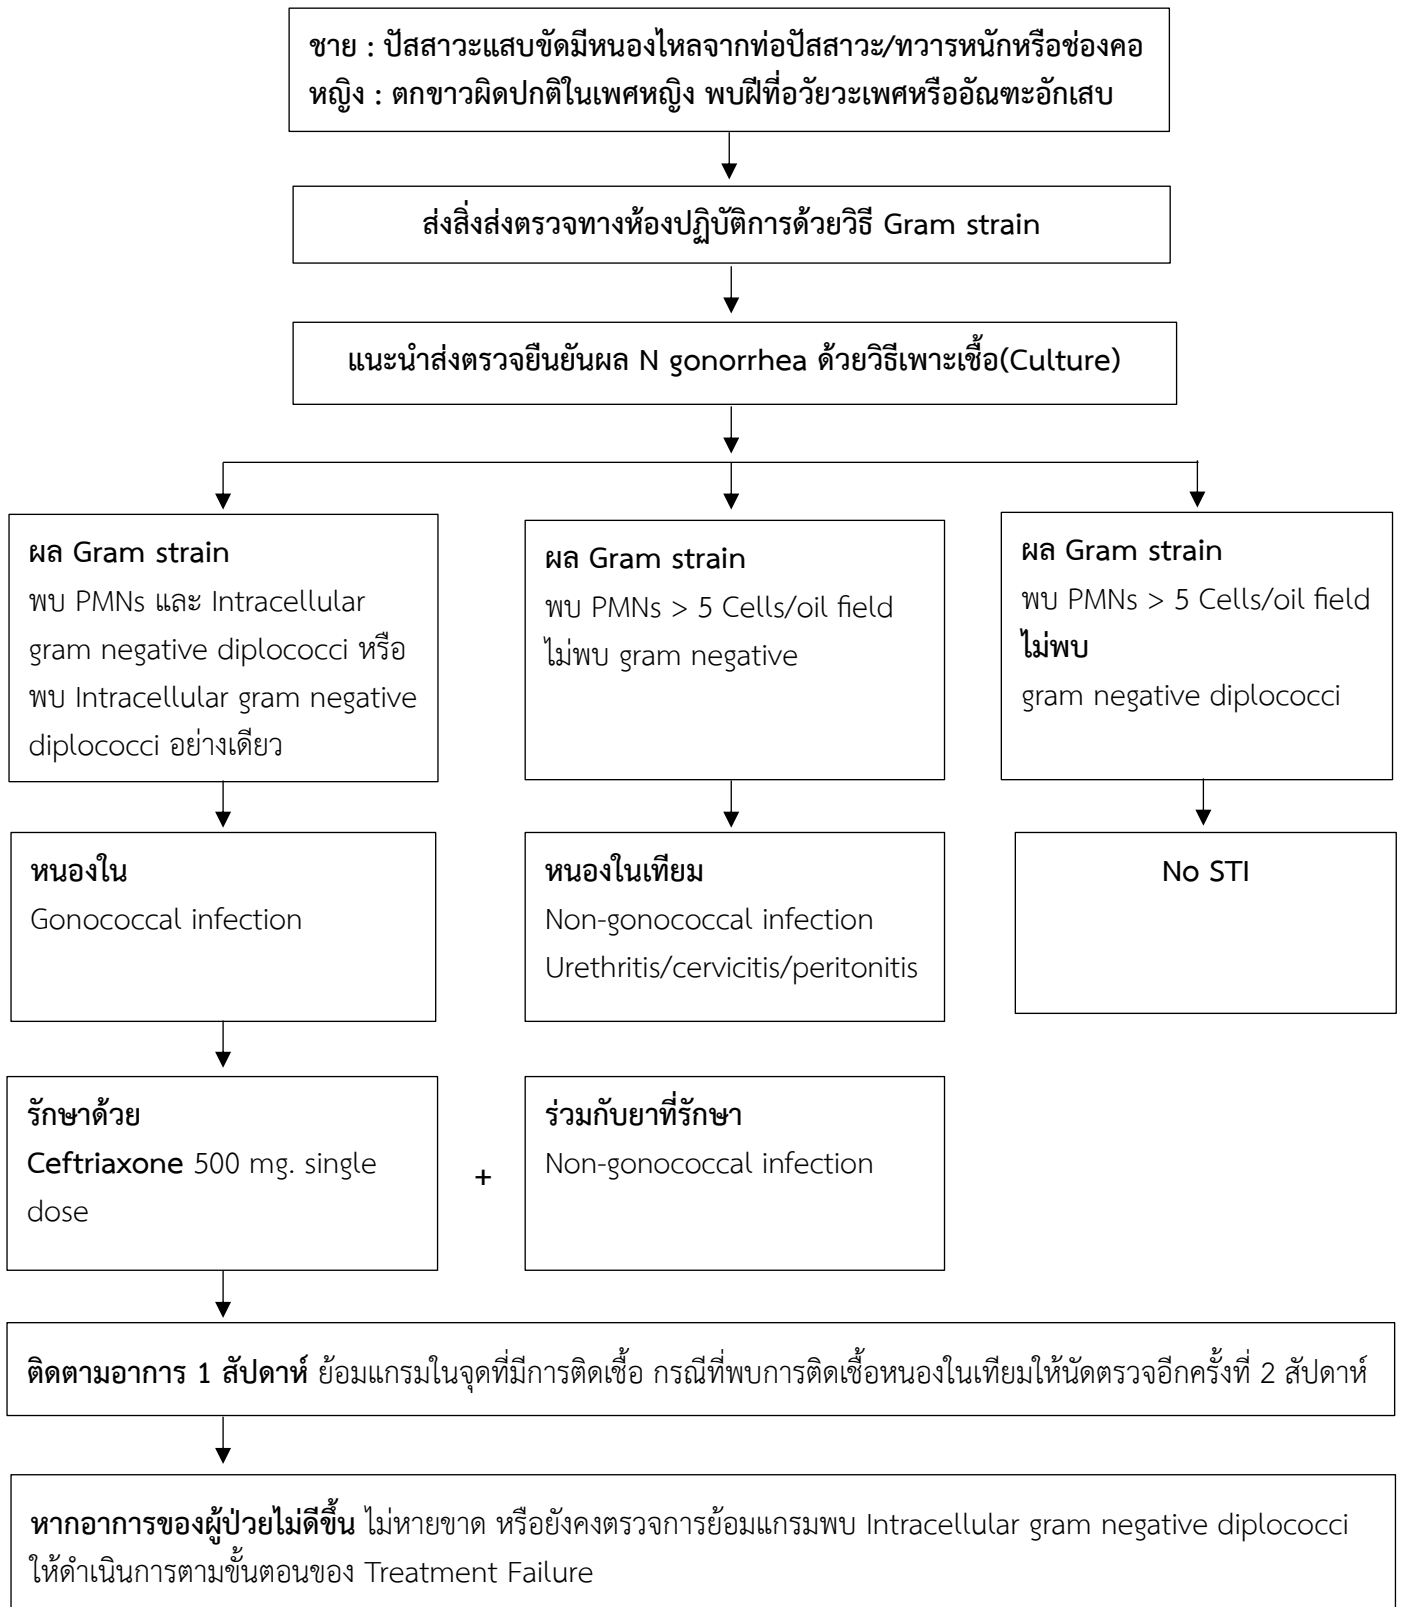 ชาย : ปัสสาวะแสบขัดมีหนองไหลจากท่อปัสสาวะ/ทวารหนักหรือช่องคอ
หญิง : ตกขาวผิดปกติในเพศหญิง พบฝีที่อวัยวะเพศหรืออัณฑะอักเสบ
ส่งสิ่งส่งตรวจทางห้องปฏิบัติการด้วยวิธี Gram strain
แนะนำส่งตรวจยืนยันผล N gonorrhea ด้วยวิธีเพาะเชื้อ(Culture)
ผล Gram strain
พบ PMNs และ Intracellular
gram negative diplococci หรือ
พบ Intracellular gram negative
diplococci อย่างเดียว
ผล Gram strain
พบ PMNs > 5 Cells/oil field
ไม่พบ gram negative
ผล Gram strain
พบ PMNs > 5 Cells/oil field
ไม่พบ
gram negative diplococci
หนองใน
Gonococcal infection
หนองในเทียม
Non-gonococcal infection
Urethritis/cervicitis/peritonitis
No STI
รักษาด้วย
Ceftriaxone 500 mg. single
dose
+
ร่วมกับยาที่รักษา
Non-gonococcal infection
ติดตามอาการ 1 สัปดาห์ ย้อมแกรมในจุดที่มีการติดเชื้อ กรณีที่พบการติดเชื้อหนองในเทียมให้นัดตรวจอีกครั้งที่ 2 สัปดาห์
หากอาการของผู้ป่วยไม่ดีขึ้น ไม่หายขาด หรือยังคงตรวจการย้อมแกรมพบ Intracellular gram negative diplococci
ให้ดำเนินการตามขั้นตอนของ Treatment Failure